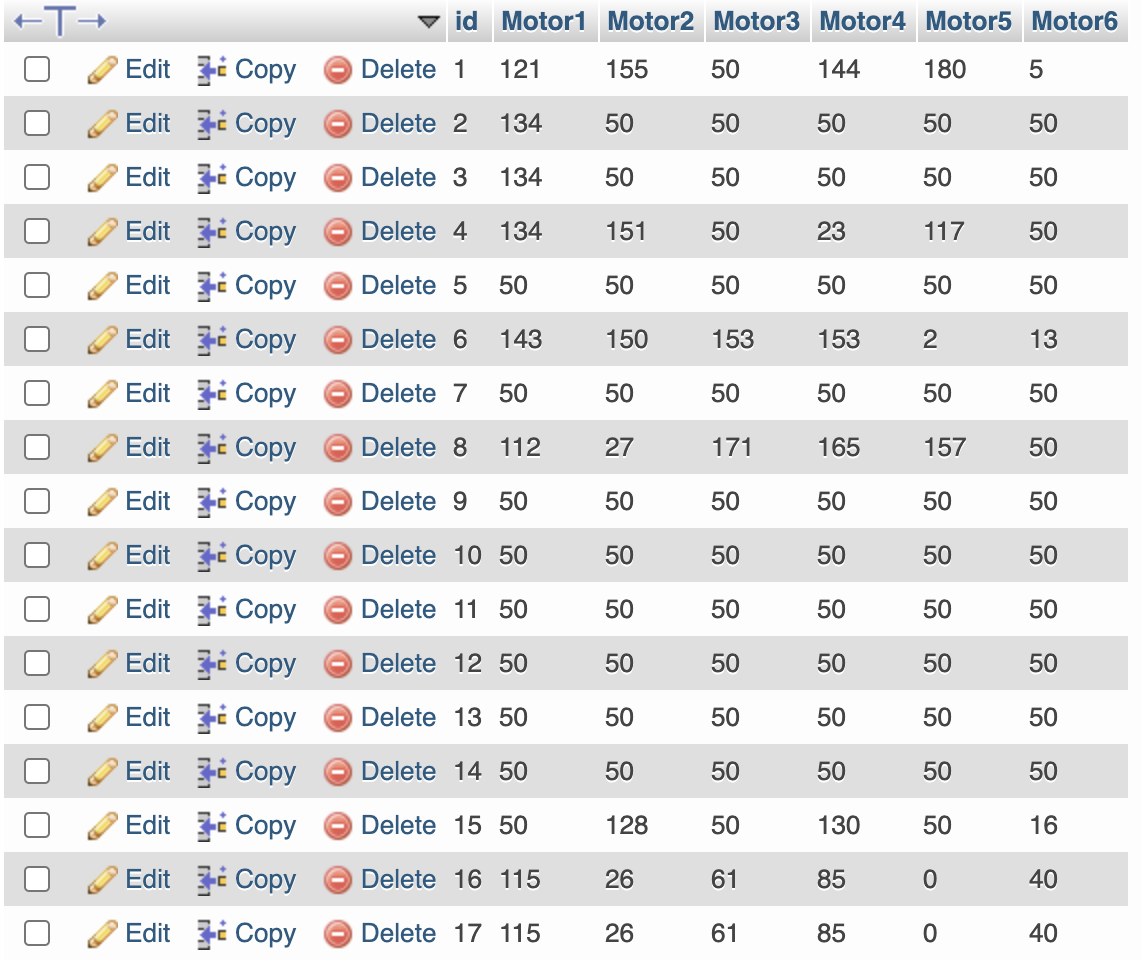 id Motor1 Motor2 Motor3 Motor4 Motor5 Motor6
Edit Copy Delete 1 121 155 50 144 180 5
Edit Copy Delete 2 134 50 50 50 50 50
Edit Copy Delete 3 134 50 50 50 50 50
Edit Copy Delete 4 134 151 50 23 117 50
Edit Copy Delete 5 50 50 50 50 50 50
Edit Copy Delete 6 143 150 153 153 2 13
Edit Copy Delete 7 50 50 50 50 50 50
Edit Copy Delete 8 112 27 171 165 157 50
Edit Copy Delete 9 50 50 50 50 50 50
Edit Copy Delete 10 50 50 50 50 50 50
Edit Copy Delete 11 50 50 50 50 50 50
Edit Copy Delete 12 50 50 50 50 50 50
Edit Copy Delete 13 50 50 50 50 50 50
Edit Copy Delete 14 50 50 50 50 50 50
Edit Copy Delete 15 50 128 50 130 50 16
Edit Copy Delete 16 115 26 61 85 0 40
Edit Copy Delete 17 115 26 61 85 0 40